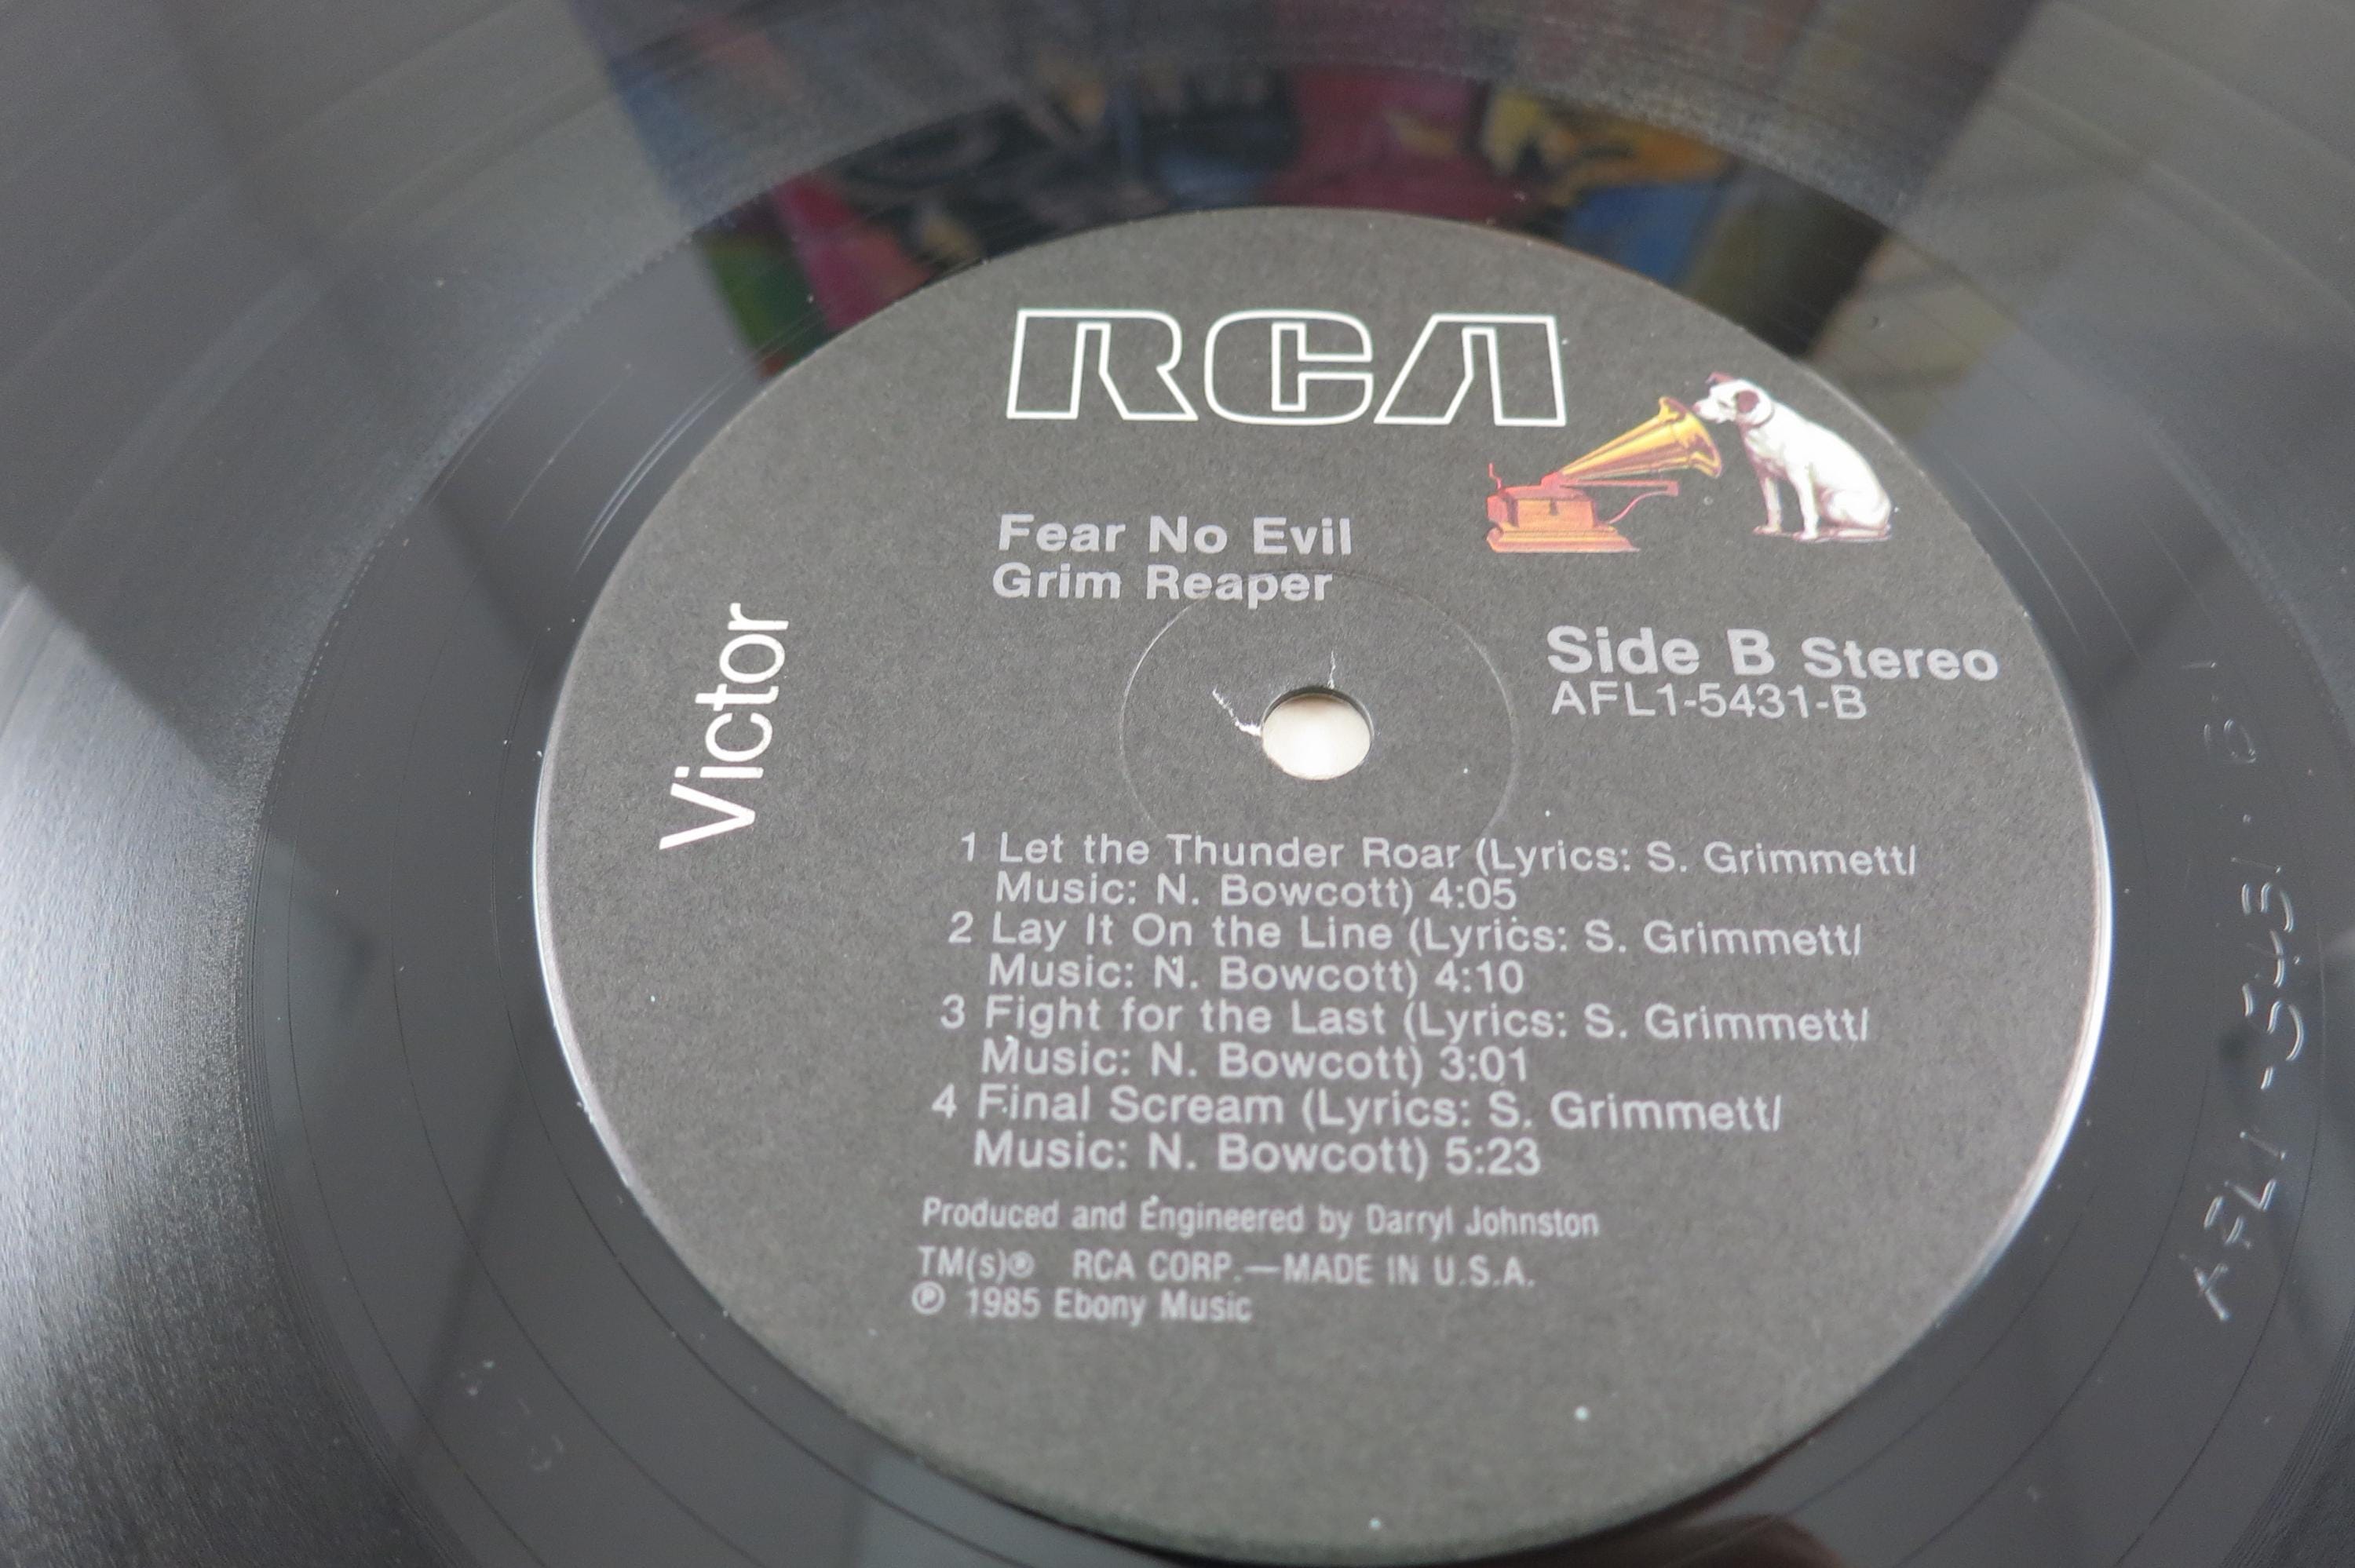 RCA
Victor
Fear No Evil
Grim Reaper
Side B Stereo
AFL1-5431-B
1 Let the Thunder Roar (Lyrics: S. Grimmett/
Music: N. Bowcott) 4:05
2 Lay It On the Line (Lyrics: S. Grimmett/
Music: N. Bowcott) 4:10
3 Fight for the Last (Lyrics: S. Grimmett/
Music: N. Bowcott) 3:01
4 Final Scream (Lyrics: S. Grimmett/
Music: N. Bowcott) 5:23
Produced and Engineered by Darryl Johnston
TM(s)® RCA CORP.—MADE IN U.S.A.
℗ 1985 Ebony Music